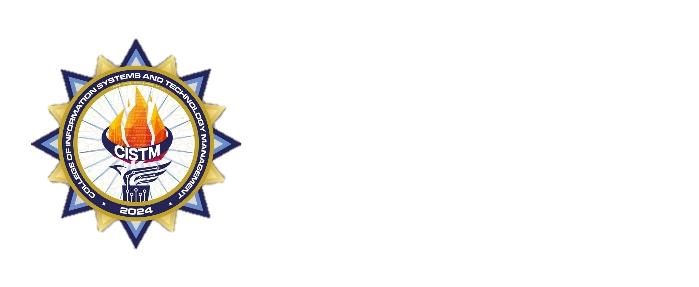 COLLEGE OF INFORMATION SYSTEMS AND TECHNOLOGY MANAGEMENT
CISTM
2024